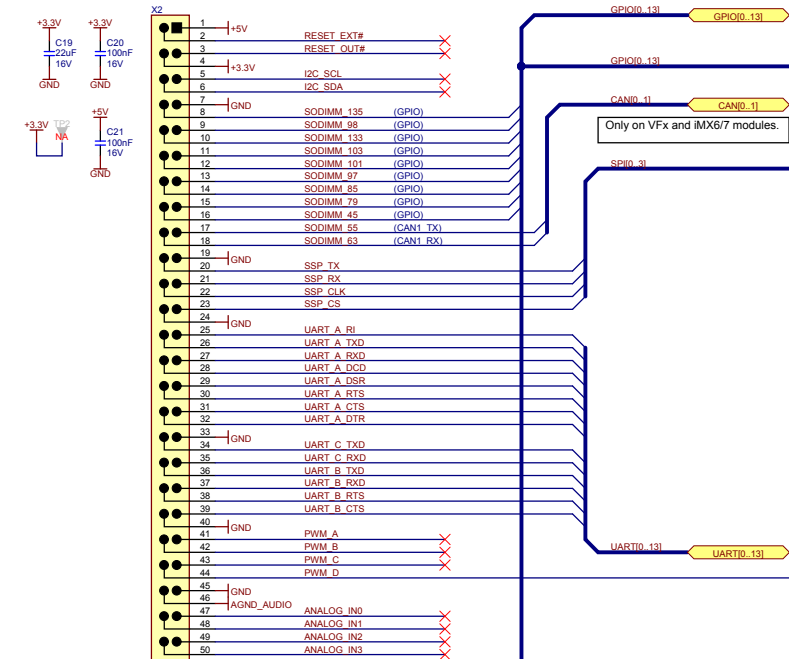 X2
GPIO[0..13]
GPIO[0..13]
+3.3V
+3.3V
C19
22uF
16V
GND
C20
100nF
16V
GND
+3.3V
TP2
NA
+5V
C21
100nF
16V
GND
1 +5V
2 RESET_EXT#
3 RESET_OUT#
4 +3.3V
5 I2C_SCL
6 I2C_SDA
7 GND
8 SODIMM_135 (GPIO)
9 SODIMM_98 (GPIO)
10 SODIMM_133 (GPIO)
11 SODIMM_103 (GPIO)
12 SODIMM_101 (GPIO)
13 SODIMM_97 (GPIO)
14 SODIMM_85 (GPIO)
15 SODIMM_79 (GPIO)
16 SODIMM_45 (GPIO)
17 SODIMM_55 (CAN1_TX)
18 SODIMM_63 (CAN1_RX)
19 GND
20 SSP_TX
21 SSP_RX
22 SSP_CLK
23 SSP_CS
24 GND
25 UART_A_RI
26 UART_A_TXD
27 UART_A_RXD
28 UART_A_DCD
29 UART_A_DSR
30 UART_A_RTS
31 UART_A_CTS
32 UART_A_DTR
33 GND
34 UART_C_TXD
35 UART_C_RXD
36 UART_B_TXD
37 UART_B_RXD
38 UART_B_RTS
39 UART_B_CTS
40 GND
41 PWM_A
42 PWM_B
43 PWM_C
44 PWM_D
45 GND
46 AGND_AUDIO
47 ANALOG_IN0
48 ANALOG_IN1
49 ANALOG_IN2
50 ANALOG_IN3
GPIO[0..13]
CAN[0..1]
CAN[0..1]
Only on VFx and iMX6/7 modules.
SPI[0..3]
UART[0..13]
UART[0..13]